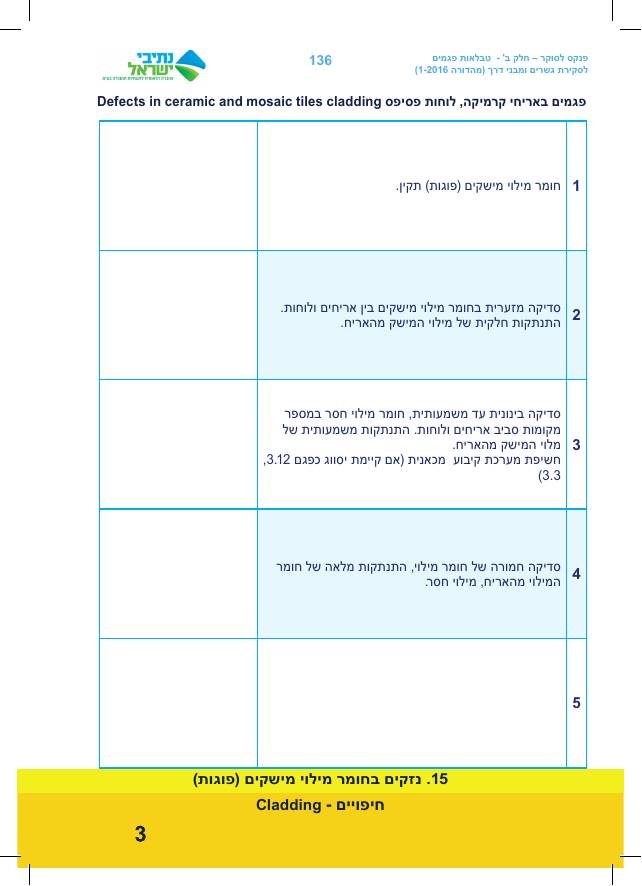 פנקס לסוקר – חלק ב' - טבלאות פגמים
לסקירת גשרים ומבני דרך (מהדורה 1-2016)
136
נתיבי
ישראל
פגמים באריחי קרמיקה, לוחות פסיפס Defects in ceramic and mosaic tiles cladding
1
חומר מילוי מישקים (פוגות) תקין.
2
סדיקה מזערית בחומר מילוי מישקים בין אריחים ולוחות.
התנתקות חלקית של מילוי המישק מהאריח.
3
סדיקה בינונית עד משמעותית, חומר מילוי חסר במספר
מקומות סביב אריחים ולוחות. התנתקות משמעותית של
מלוי המישק מהאריח.
חשיפת מערכת קיבוע מכאנית (אם קיימת יסווג כפגם 3.12,
3.3)
4
סדיקה חמורה של חומר מילוי, התנתקות מלאה של חומר
המילוי מהאריח, מילוי חסר.
5
15. נזקים בחומר מילוי מישקים (פוגות)
חיפויים - Cladding
3